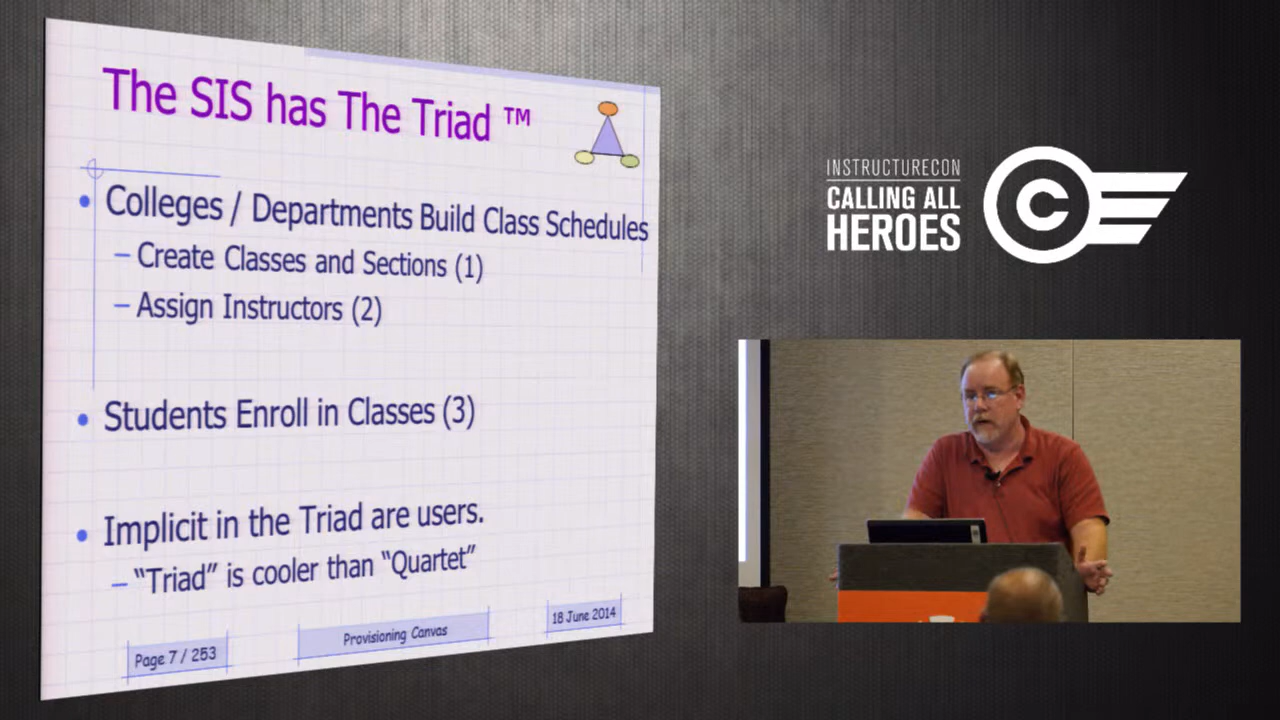 The SIS has The Triad ™
• Colleges / Departments Build Class Schedules
– Create Classes and Sections (1)
– Assign Instructors (2)
• Students Enroll in Classes (3)
• Implicit in the Triad are users.
– “Triad” is cooler than “Quartet”
Page 7 / 253
Provisioning Canvas
18 June 2014
INSTRUCTURECON
CALLING ALL
HEROES
C